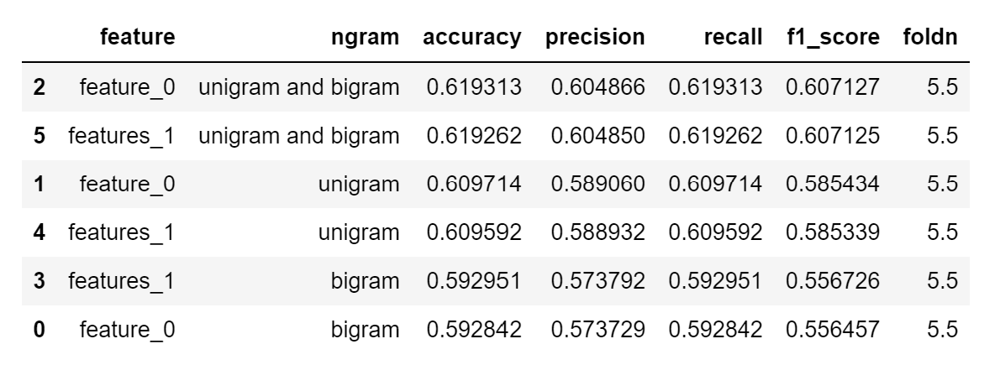 feature ngram accuracy precision recall f1_score foldn
2 feature_0 unigram and bigram 0.619313 0.604866 0.619313 0.607127 5.5
5 features_1 unigram and bigram 0.619262 0.604850 0.619262 0.607125 5.5
1 feature_0 unigram 0.609714 0.589060 0.609714 0.585434 5.5
4 features_1 unigram 0.609592 0.588932 0.609592 0.585339 5.5
3 features_1 bigram 0.592951 0.573792 0.592951 0.556726 5.5
0 feature_0 bigram 0.592842 0.573729 0.592842 0.556457 5.5